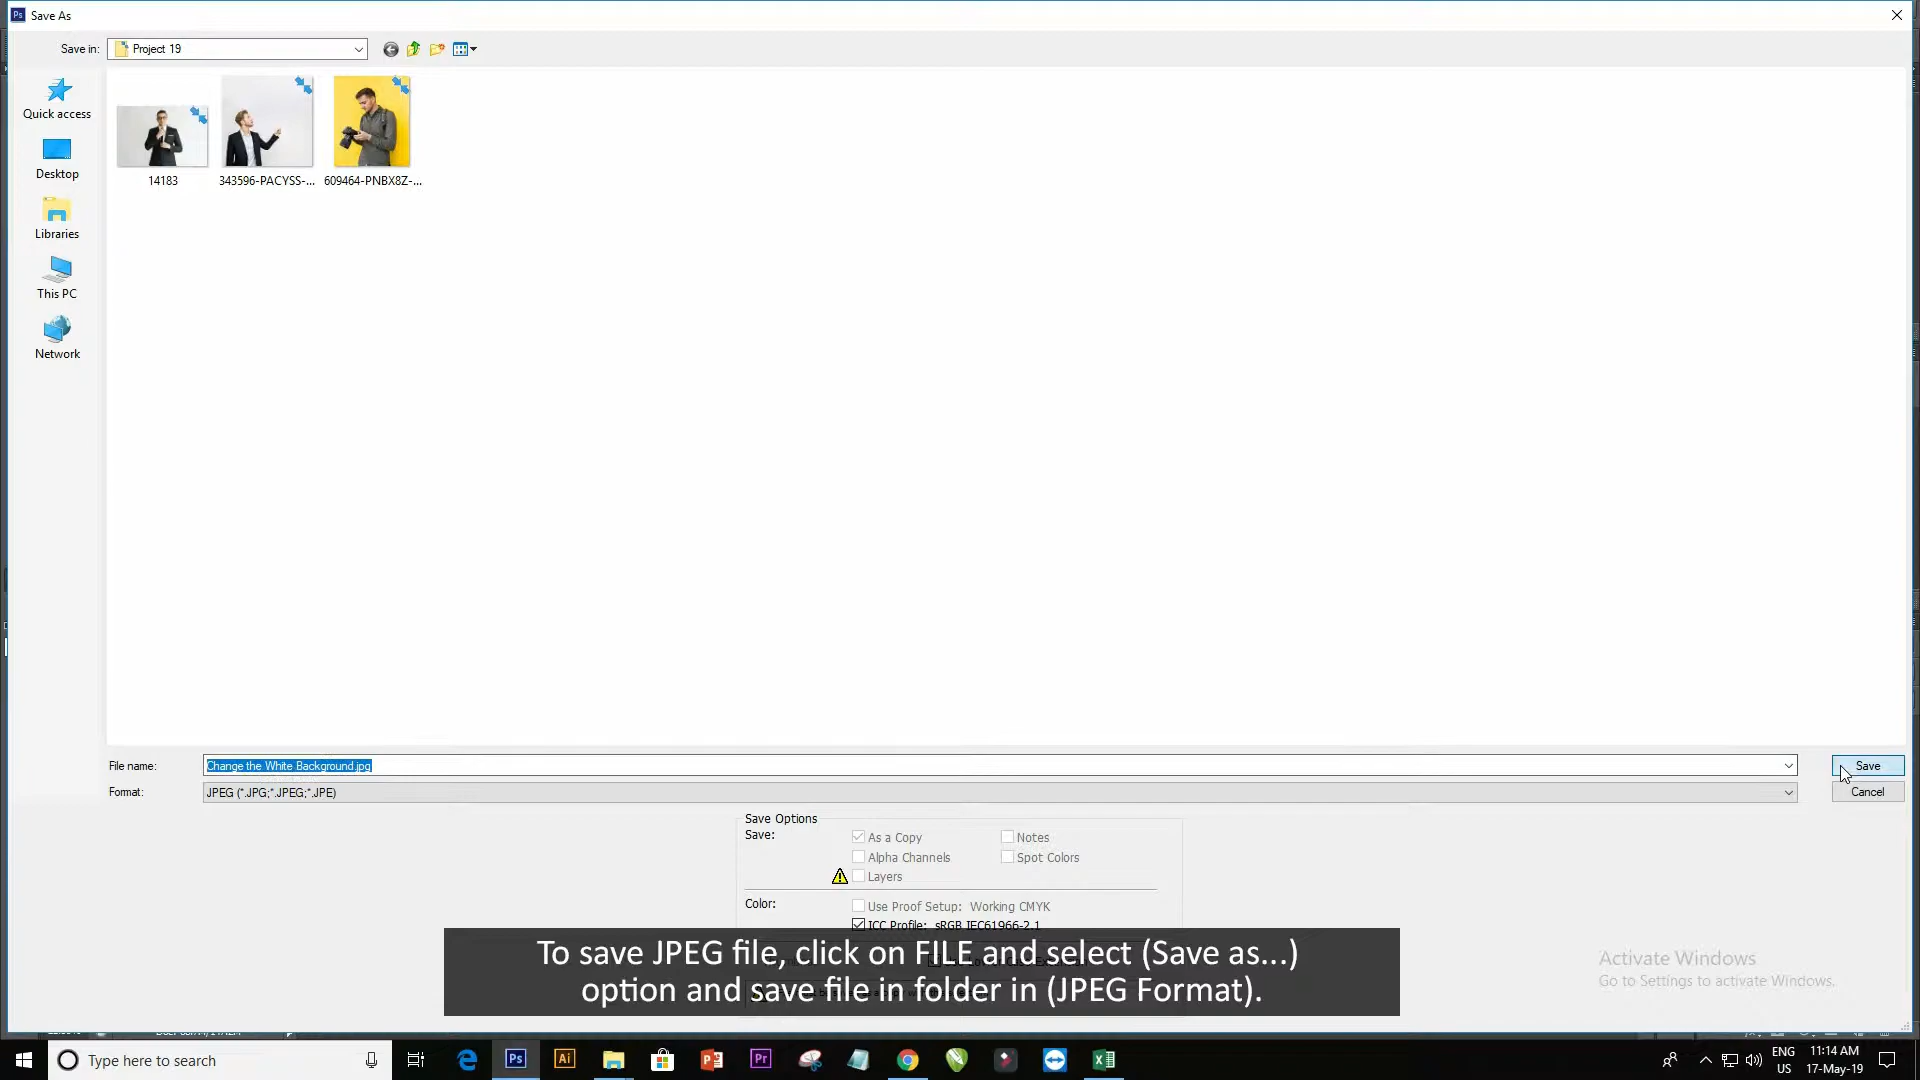 Ps Save As
Save in: Project 19
Quick access
Desktop
Libraries
This PC
Network
14183
343596-PACYSS-...
609464-PNBX8Z-...
File name: Change the White Background.jpg Save
Format: JPEG (*.JPG;*.JPEG;*.JPE) Cancel
Save Options
Save: As a Copy Notes
Alpha Channels Spot Colors
Layers
Color: Use Proof Setup: Working CMYK
ICC Profile: sRGB IEC61966-2.1
To save JPEG file, click on FILE and select (Save as...)
option and save file in folder in (JPEG Format).
Activate Windows
Go to Settings to activate Windows.
Type here to search
Ps Ai Pr
ENG 11:14 AM
US 17-May-19